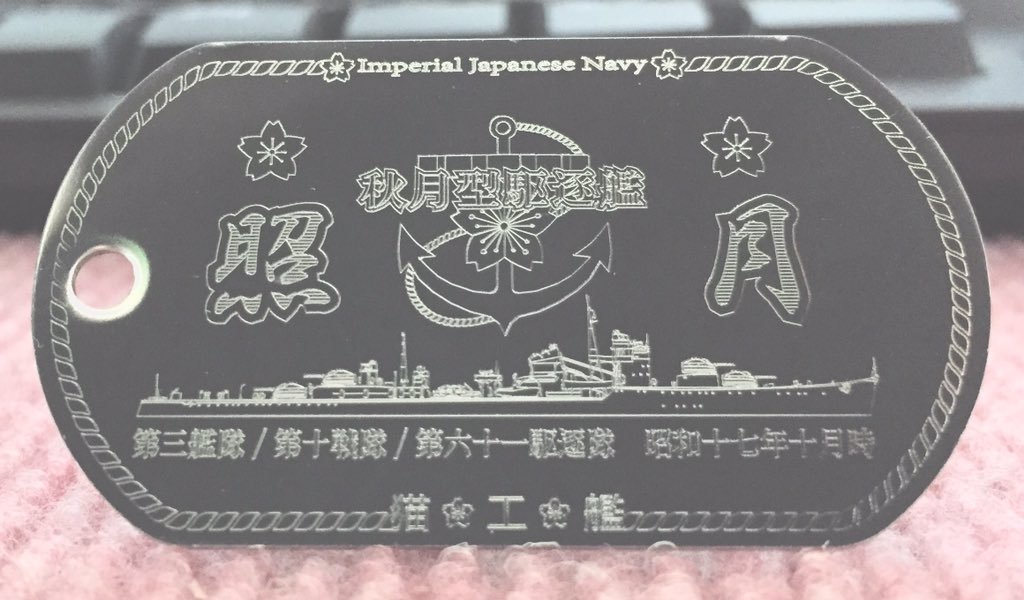 Imperial Japanese Navy
秋月型駆逐艦
照月
第三艦隊/第十戦隊/第六十一駆逐隊 昭和十七年十月時
猫工艦